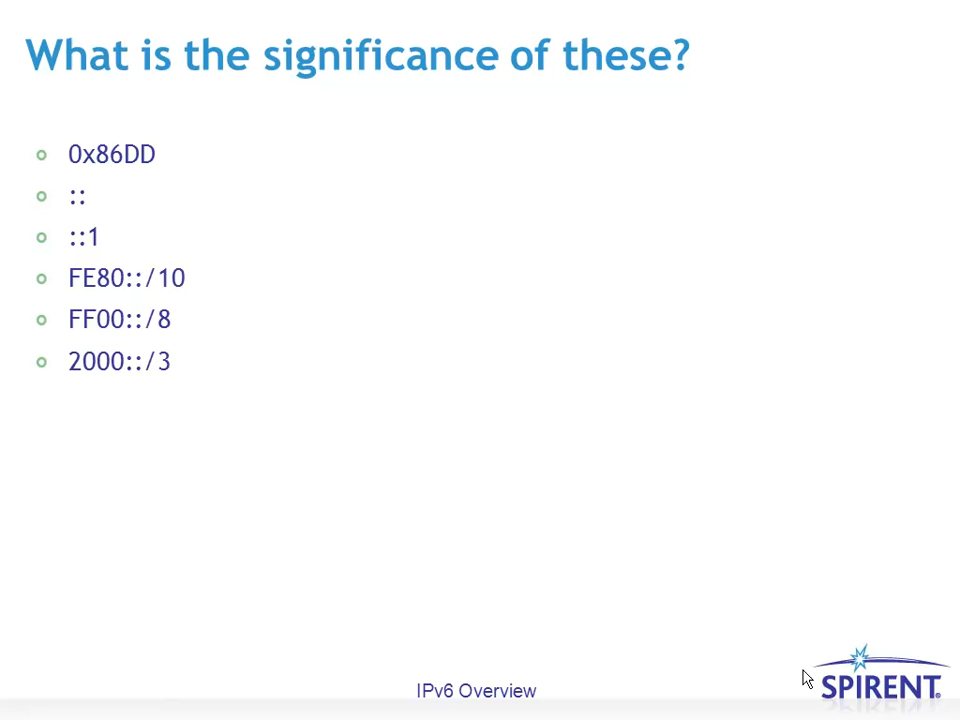 What is the significance of these?
0x86DD
::
::1
FE80::/10
FF00::/8
2000::/3
IPv6 Overview
SPIRENT®